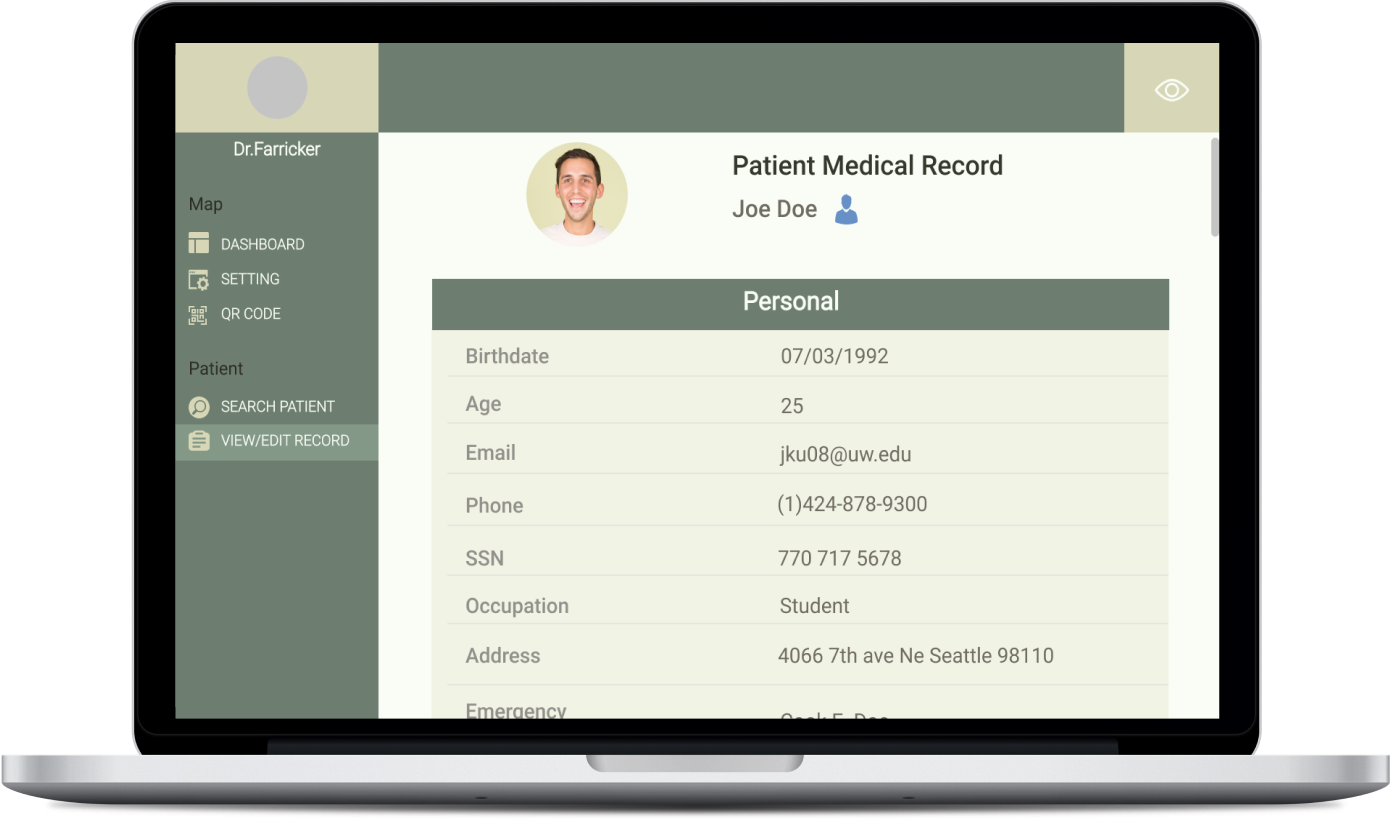 Dr.Farricker
Map
DASHBOARD
SETTING
QR CODE
Patient
SEARCH PATIENT
VIEW/EDIT RECORD
Patient Medical Record
Joe Doe
Personal
Birthdate 07/03/1992
Age 25
Email jku08@uw.edu
Phone (1)424-878-9300
SSN 770 717 5678
Occupation Student
Address 4066 7th ave Ne Seattle 98110
Emergency